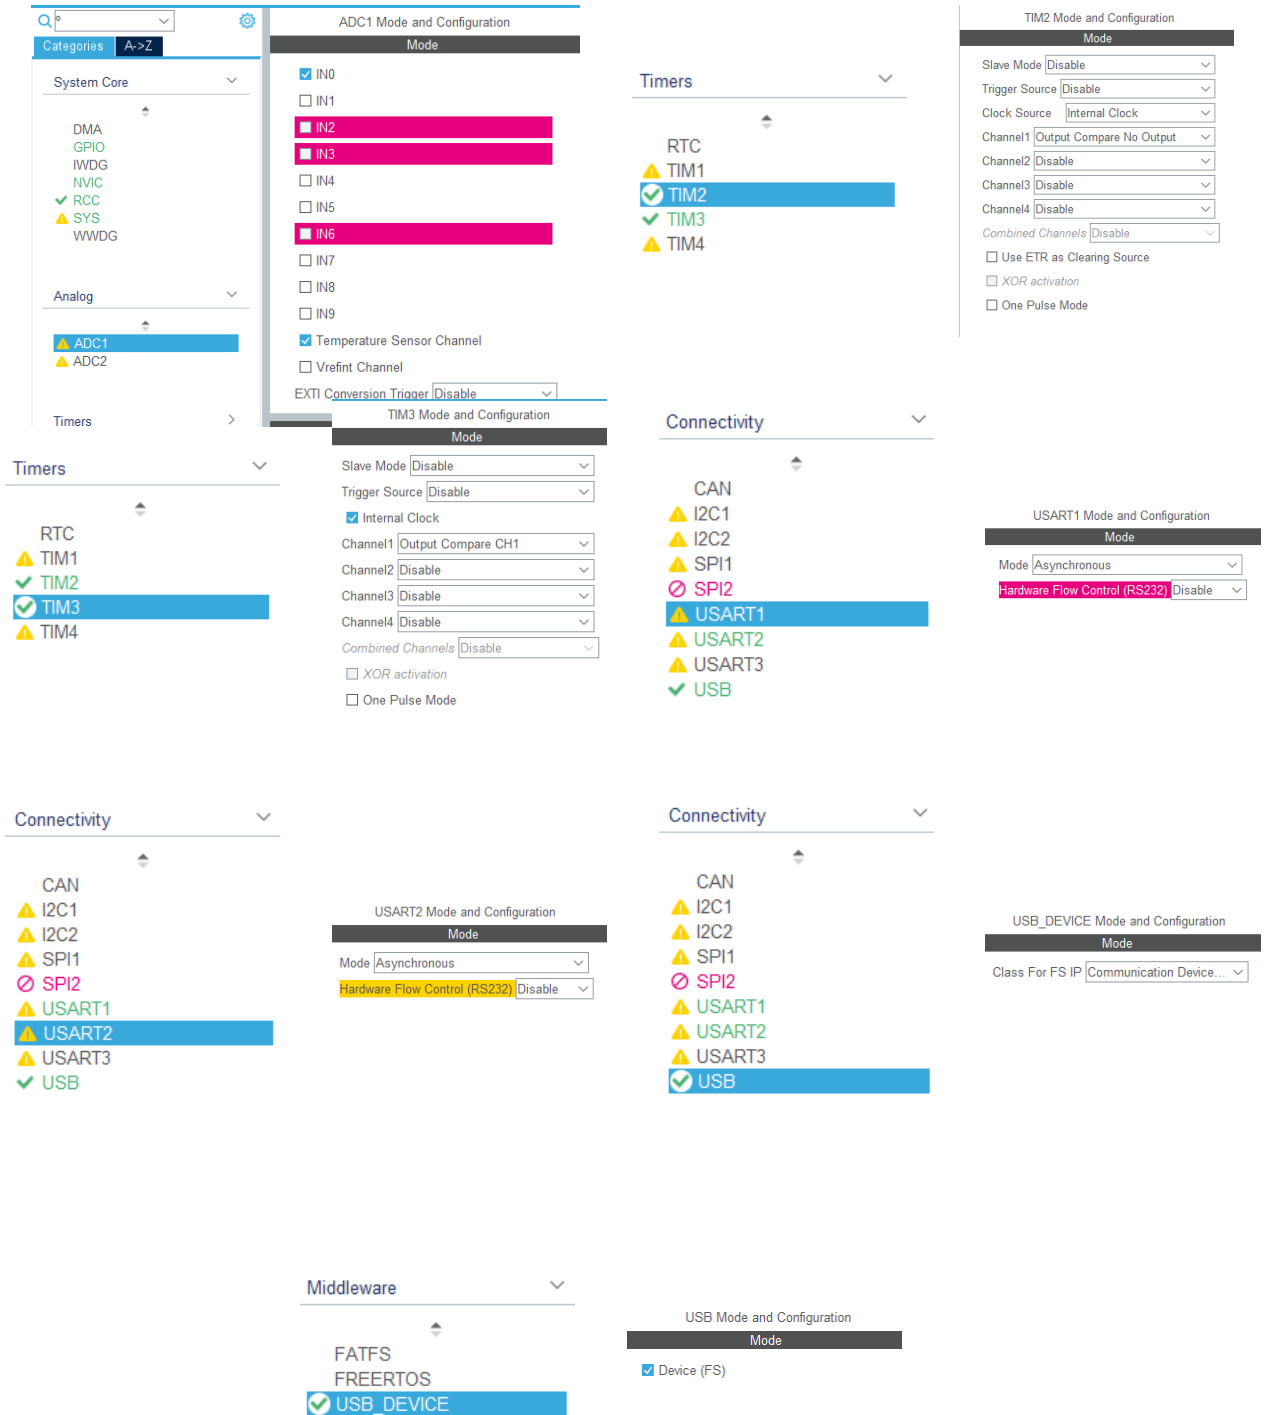 °
Categories
A->Z
System Core
DMA
GPIO
IWDG
NVIC
RCC
SYS
WWDG
Analog
ADC1
ADC2
Timers
ADC1 Mode and Configuration
Mode
IN0
IN1
IN2
IN3
IN4
IN5
IN6
IN7
IN8
IN9
Temperature Sensor Channel
Vrefint Channel
EXTI Conversion Trigger Disable
Timers
RTC
TIM1
TIM2
TIM3
TIM4
TIM2 Mode and Configuration
Mode
Slave Mode Disable
Trigger Source Disable
Clock Source Internal Clock
Channel1 Output Compare No Output
Channel2 Disable
Channel3 Disable
Channel4 Disable
Combined Channels Disable
Use ETR as Clearing Source
XOR activation
One Pulse Mode
Timers
RTC
TIM1
TIM2
TIM3
TIM4
TIM3 Mode and Configuration
Mode
Slave Mode Disable
Trigger Source Disable
Internal Clock
Channel1 Output Compare CH1
Channel2 Disable
Channel3 Disable
Channel4 Disable
Combined Channels Disable
XOR activation
One Pulse Mode
Connectivity
CAN
I2C1
I2C2
SPI1
SPI2
USART1
USART2
USART3
USB
USART1 Mode and Configuration
Mode
Mode Asynchronous
Hardware Flow Control (RS232) Disable
Connectivity
CAN
I2C1
I2C2
SPI1
SPI2
USART1
USART2
USART3
USB
USART2 Mode and Configuration
Mode
Mode Asynchronous
Hardware Flow Control (RS232) Disable
Connectivity
CAN
I2C1
I2C2
SPI1
SPI2
USART1
USART2
USART3
USB
USB_DEVICE Mode and Configuration
Mode
Class For FS IP Communication Device...
Middleware
FATFS
FREERTOS
USB_DEVICE
USB Mode and Configuration
Mode
Device (FS)